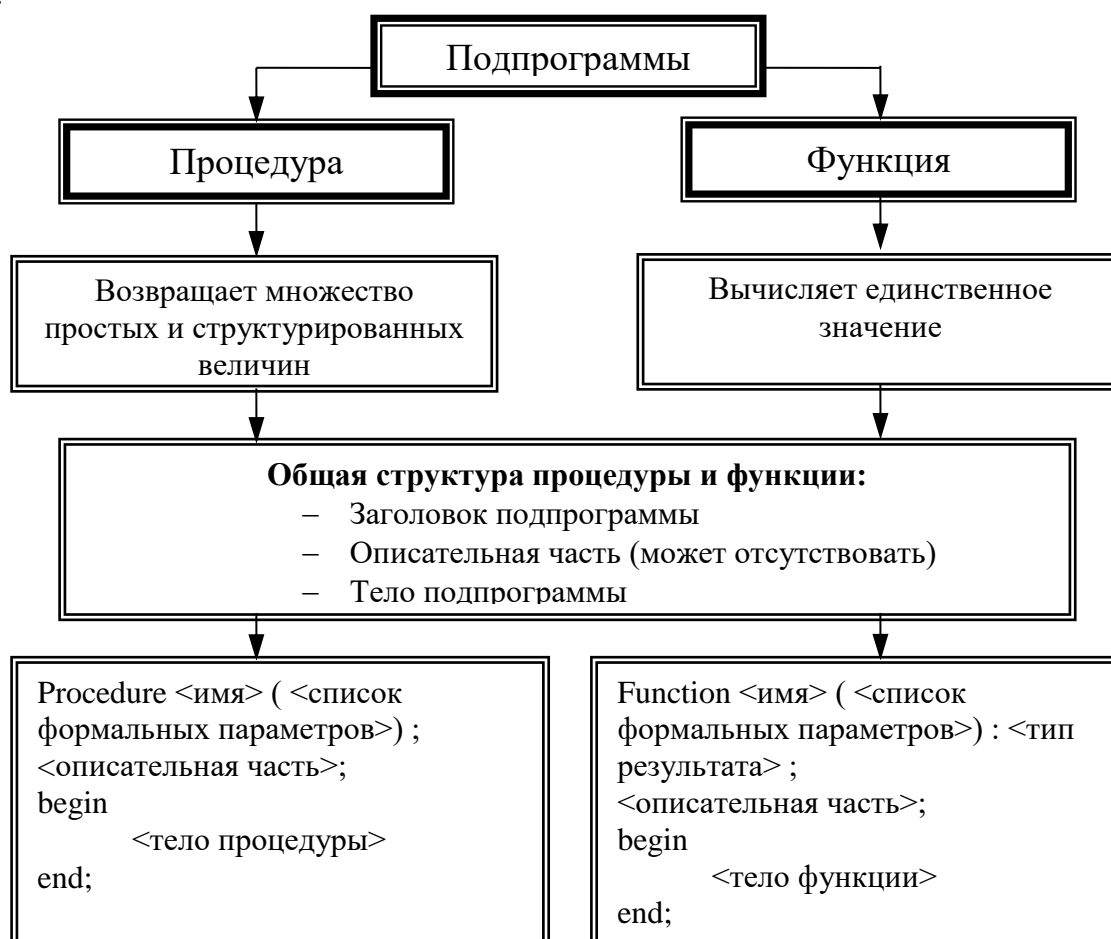 Подпрограммы
Процедура
Функция
Возвращает множество
простых и структурированных
величин
Вычисляет единственное
значение
Общая структура процедуры и функции:
– Заголовок подпрограммы
– Описательная часть (может отсутствовать)
– Тело подпрограммы
Procedure <имя> ( <список
формальных параметров>) ;
<описательная часть>;
begin
<тело процедуры>
end;
Function <имя> ( <список
формальных параметров>) : <тип
результата> ;
<описательная часть>;
begin
<тело функции>
end;